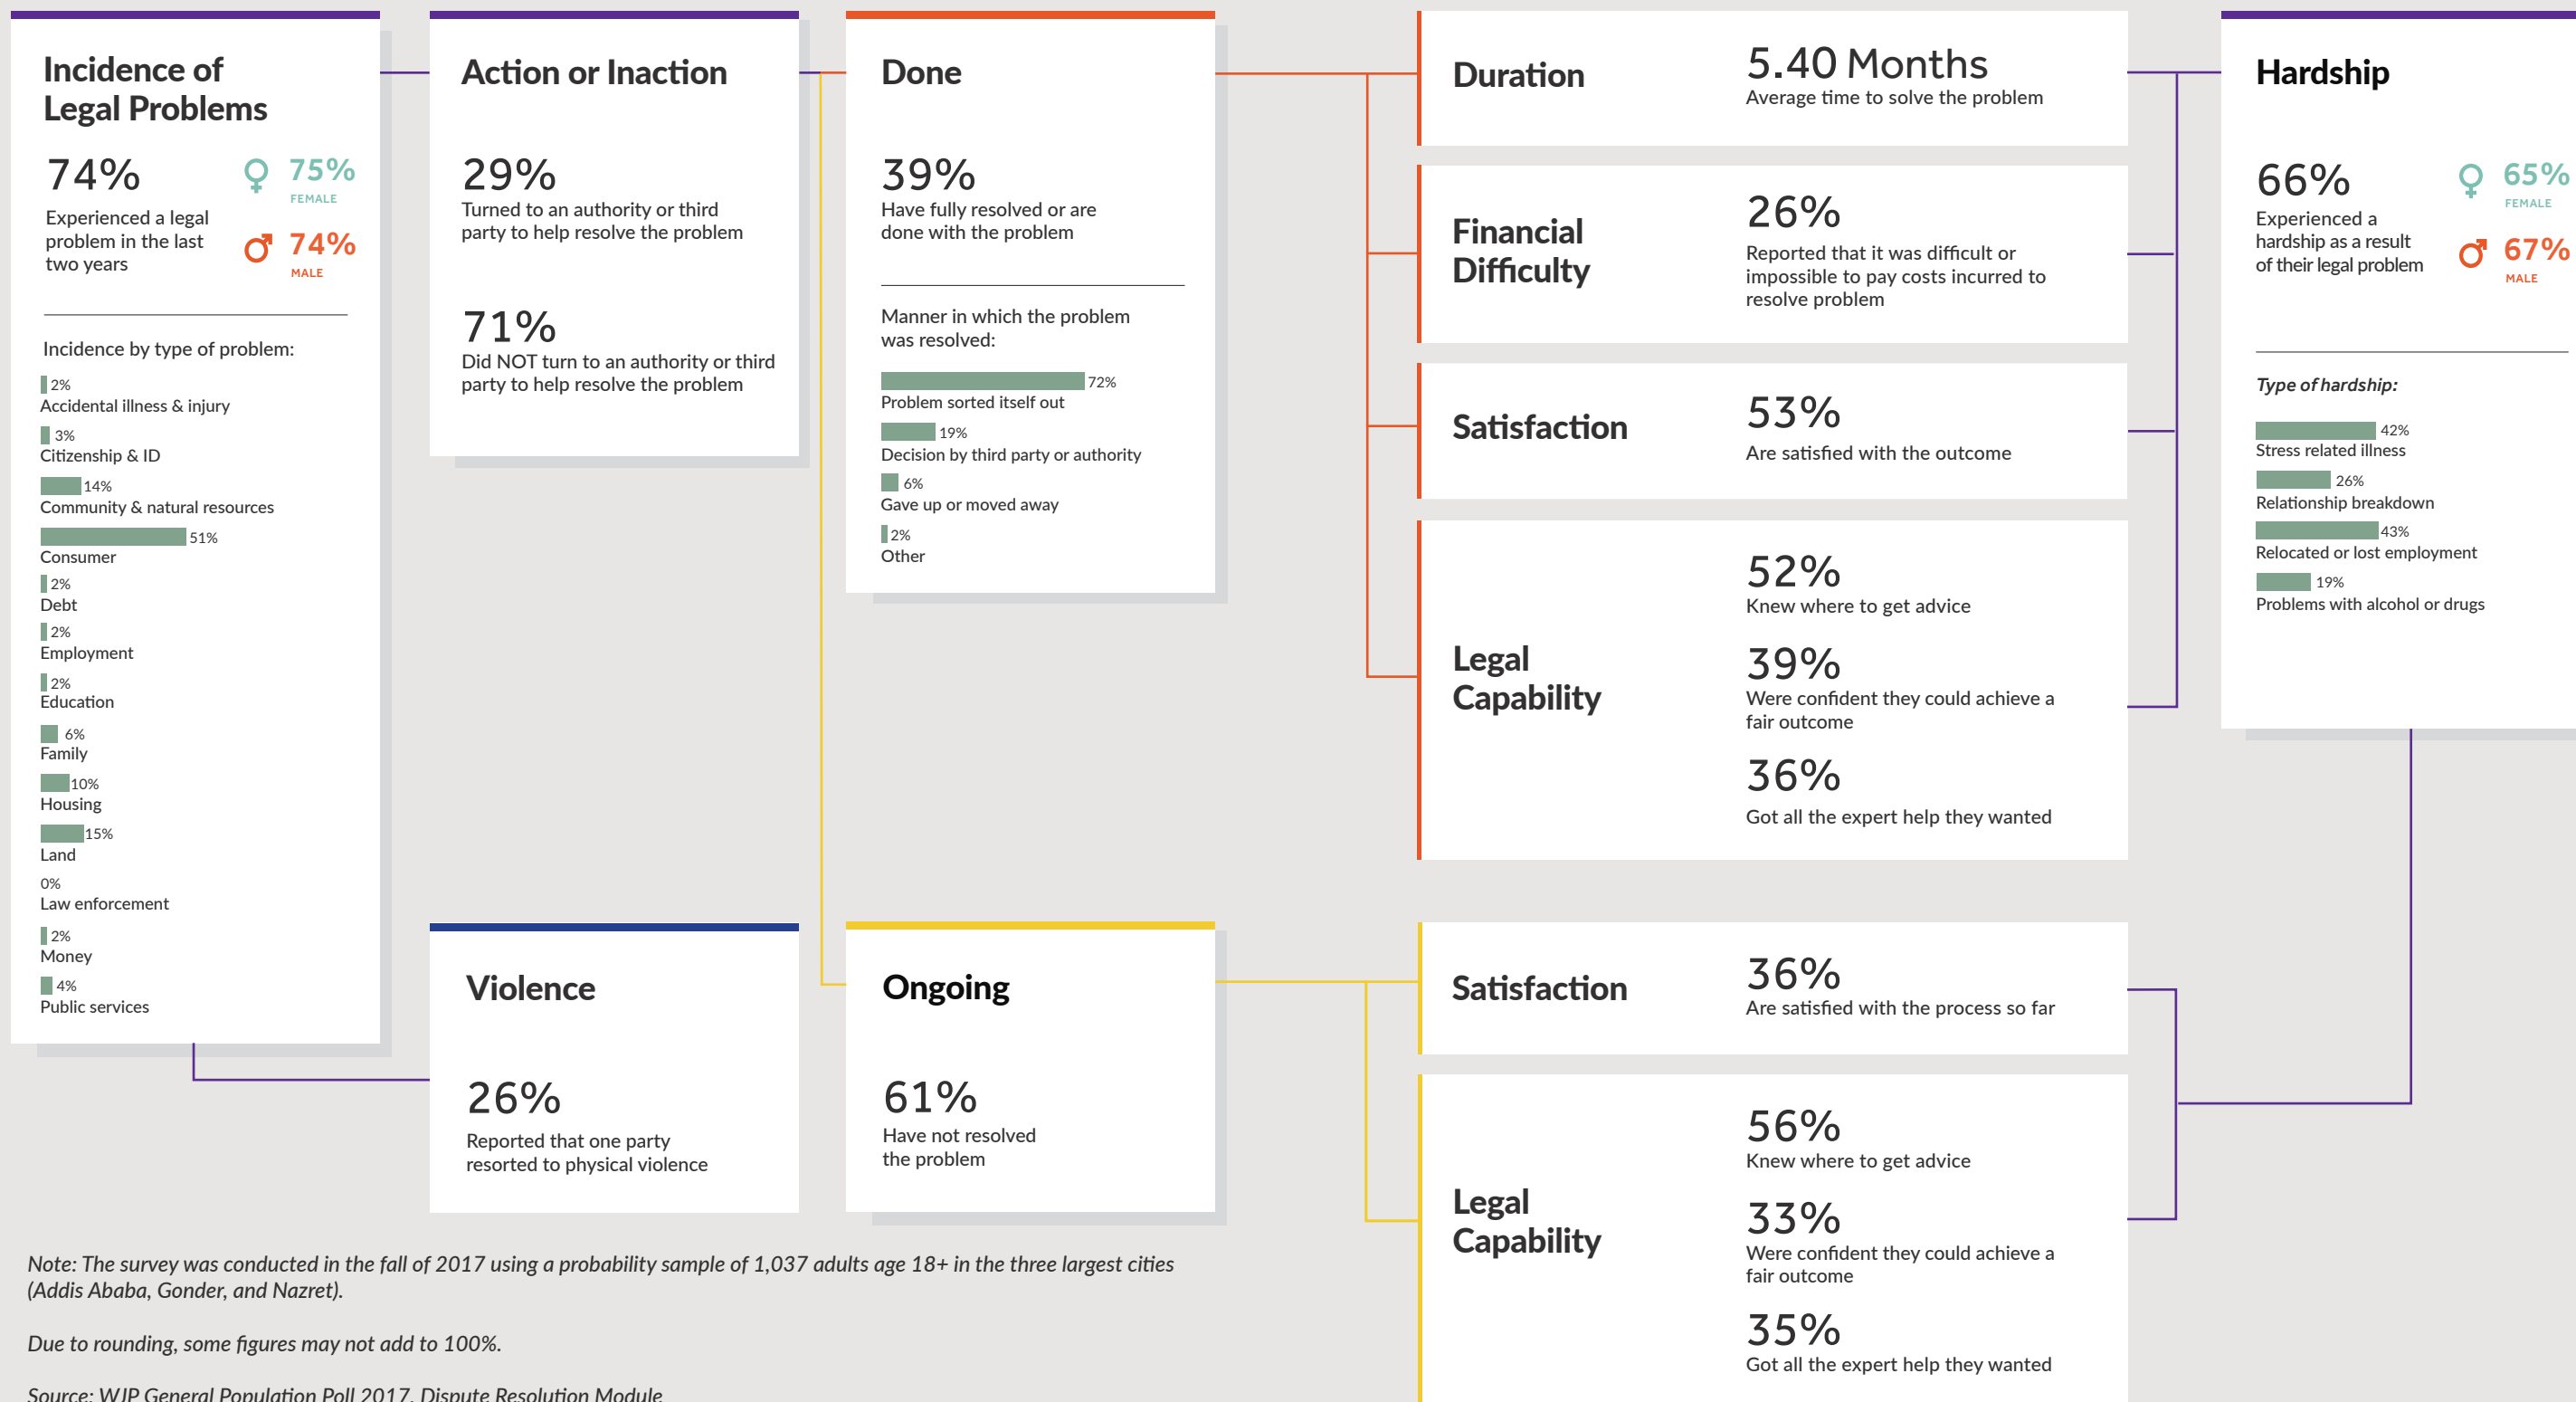 Incidence of
Legal Problems
74%
Experienced a legal
problem in the last
two years
75%
FEMALE
74%
MALE
Incidence by type of problem:
2%
Accidental illness & injury
3%
Citizenship & ID
14%
Community & natural resources
51%
Consumer
2%
Debt
2%
Employment
2%
Education
6%
Family
10%
Housing
15%
Land
0%
Law enforcement
2%
Money
4%
Public services
Action or Inaction
29%
Turned to an authority or third
party to help resolve the problem
71%
Did NOT turn to an authority or third
party to help resolve the problem
Violence
26%
Reported that one party
resorted to physical violence
Done
39%
Have fully resolved or are
done with the problem
Manner in which the problem
was resolved:
72%
Problem sorted itself out
19%
Decision by third party or authority
6%
Gave up or moved away
2%
Other
Ongoing
61%
Have not resolved
the problem
Duration
5.40 Months
Average time to solve the problem
Financial
Difficulty
26%
Reported that it was difficult or
impossible to pay costs incurred to
resolve problem
Satisfaction
53%
Are satisfied with the outcome
Legal
Capability
52%
Knew where to get advice
39%
Were confident they could achieve a
fair outcome
36%
Got all the expert help they wanted
Satisfaction
36%
Are satisfied with the process so far
Legal
Capability
56%
Knew where to get advice
33%
Were confident they could achieve a
fair outcome
35%
Got all the expert help they wanted
Hardship
66%
Experienced a
hardship as a result
of their legal problem
65%
FEMALE
67%
MALE
Type of hardship:
42%
Stress related illness
26%
Relationship breakdown
43%
Relocated or lost employment
19%
Problems with alcohol or drugs
Note: The survey was conducted in the fall of 2017 using a probability sample of 1,037 adults age 18+ in the three largest cities
(Addis Ababa, Gonder, and Nazret).
Due to rounding, some figures may not add to 100%.
Source: WJP General Population Poll 2017, Dispute Resolution Module